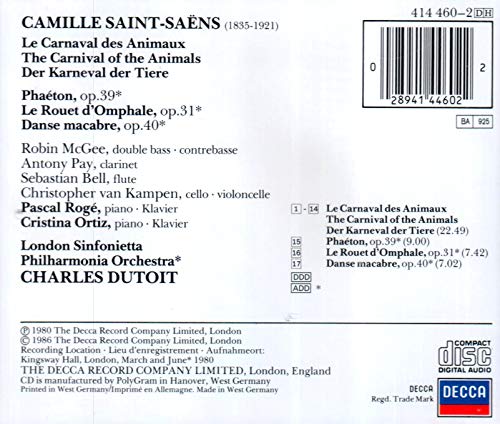 CAMILLE SAINT-SAËNS (1835-1921)
414 460-2 DH
Le Carnaval des Animaux
The Carnival of the Animals
Der Karneval der Tiere
0 28941 44602 2
BA 925
Phaéton, op.39*
Le Rouet d'Omphale, op.31*
Danse macabre, op.40*
Robin McGee, double bass · contrebasse
Antony Pay, clarinet
Sebastian Bell, flute
Christopher van Kampen, cello · violoncelle
Pascal Rogé, piano · Klavier
Cristina Ortiz, piano · Klavier
London Sinfonietta
Philharmonia Orchestra*
CHARLES DUTOIT
1 - 14 Le Carnaval des Animaux
The Carnival of the Animals
Der Karneval der Tiere (22.49)
15 Phaéton, op.39* (9.00)
16 Le Rouet d'Omphale, op.31* (7.42)
17 Danse macabre, op.40* (7.02)
DDD
ADD *
℗ 1980 The Decca Record Company Limited, London
© 1986 The Decca Record Company Limited, London
Recording Location · Lieu d'enregistrement · Aufnahmeort:
Kingsway Hall, London, March and June* 1980
THE DECCA RECORD COMPANY LIMITED, London, England
CD is manufactured by PolyGram in Hanover, West Germany
Printed in West Germany/Imprimé en Allemagne. Made in West Germany
COMPACT
disc
DIGITAL AUDIO
DECCA
Regd. Trade Mark
DECCA